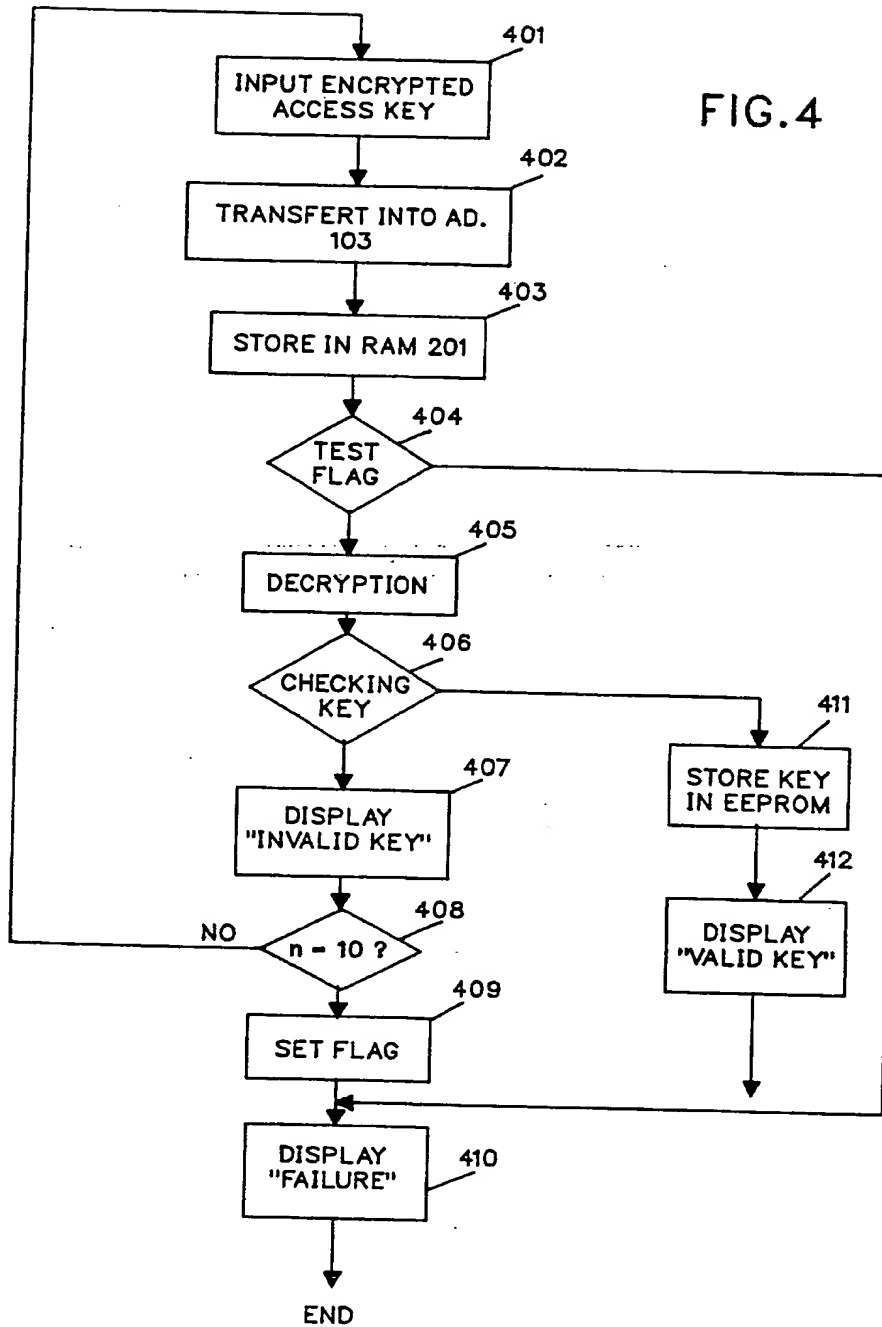 401
INPUT ENCRYPTED
ACCESS KEY
FIG.4
402
TRANSFERT INTO AD.
103
403
STORE IN RAM 201
404
TEST
FLAG
405
DECRYPTION
406
CHECKING
KEY
411
STORE KEY
IN EEPROM
407
DISPLAY
"INVALID KEY"
412
DISPLAY
"VALID KEY"
408
NO
n = 10 ?
409
SET FLAG
DISPLAY
"FAILURE"
410
END